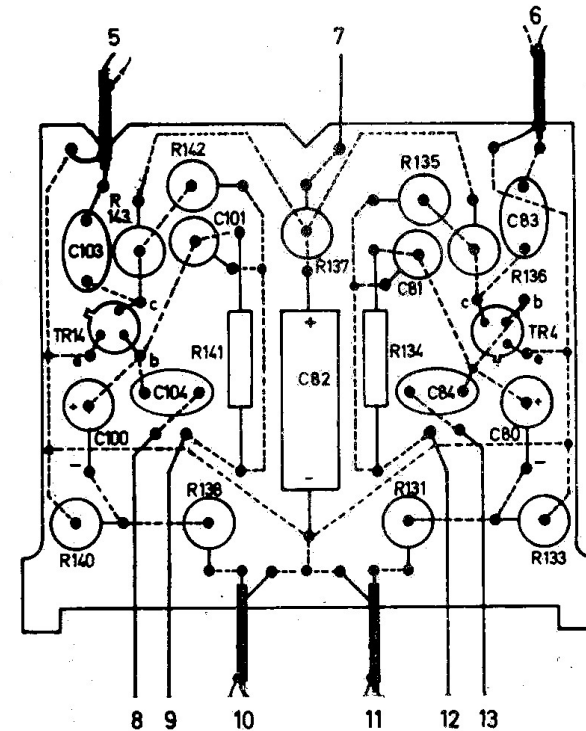 5 7 6
R142 R135
R143 C101 C83
C103 R137 C81 R136
c c b
TR14 TR4
e b R141 + C82 R134 e
+ C104 C84 +
C100 C80
- - -
R138 R131
R140 R133
8 9 10 11 12 13